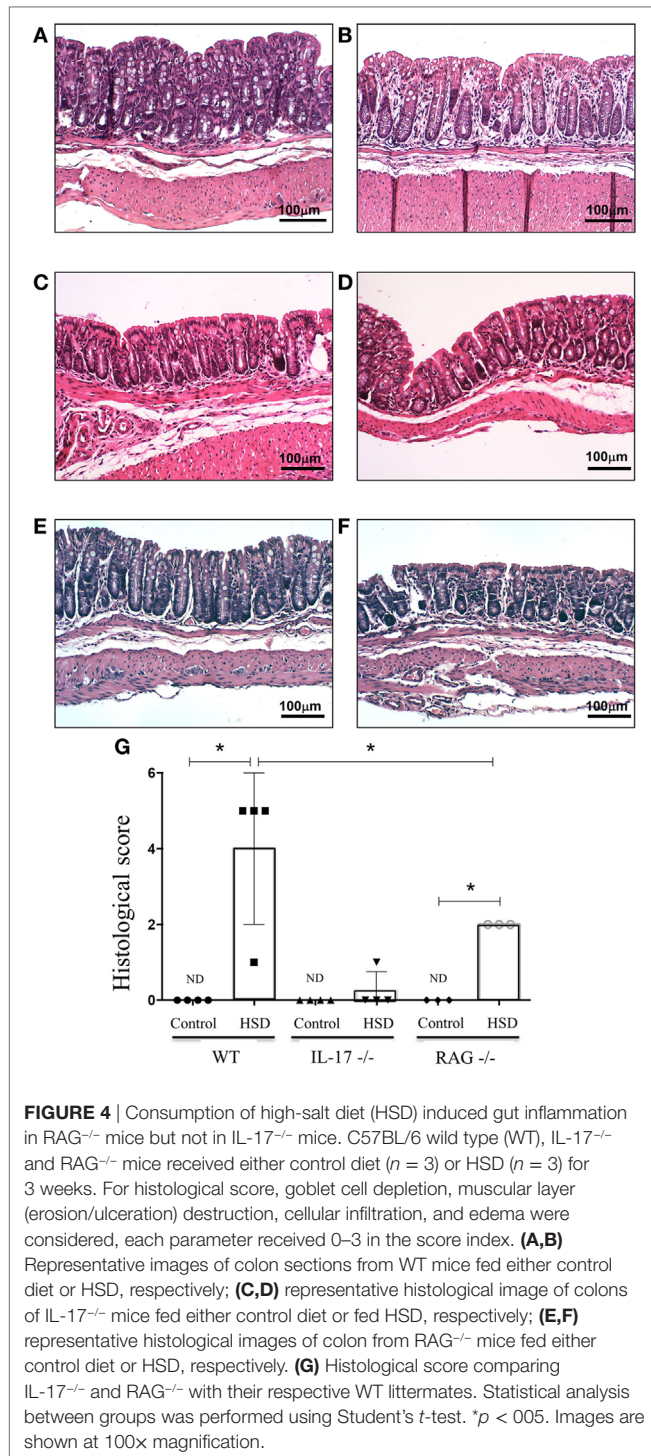 A
B
100µm
100µm
C
D
100µm
100µm
E
F
100µm
100µm
G
*
*
6
4
2
0
Histological score
*
ND
ND
ND
Control
HSD
Control
HSD
Control
HSD
WT
IL-17 -/-
RAG -/-
FIGURE 4 | Consumption of high-salt diet (HSD) induced gut inflammation
in RAG−/− mice but not in IL-17−/− mice. C57BL/6 wild type (WT), IL-17−/−
and RAG−/− mice received either control diet (n = 3) or HSD (n = 3) for
3 weeks. For histological score, goblet cell depletion, muscular layer
(erosion/ulceration) destruction, cellular infiltration, and edema were
considered, each parameter received 0–3 in the score index. (A,B)
Representative images of colon sections from WT mice fed either control
diet or HSD, respectively; (C,D) representative histological image of colons
of IL-17−/− mice fed either control diet or fed HSD, respectively; (E,F)
representative histological images of colon from RAG−/− mice fed either
control diet or HSD, respectively. (G) Histological score comparing
IL-17−/− and RAG−/− with their respective WT littermates. Statistical analysis
between groups was performed using Student's t-test. *p < 005. Images are
shown at 100× magnification.